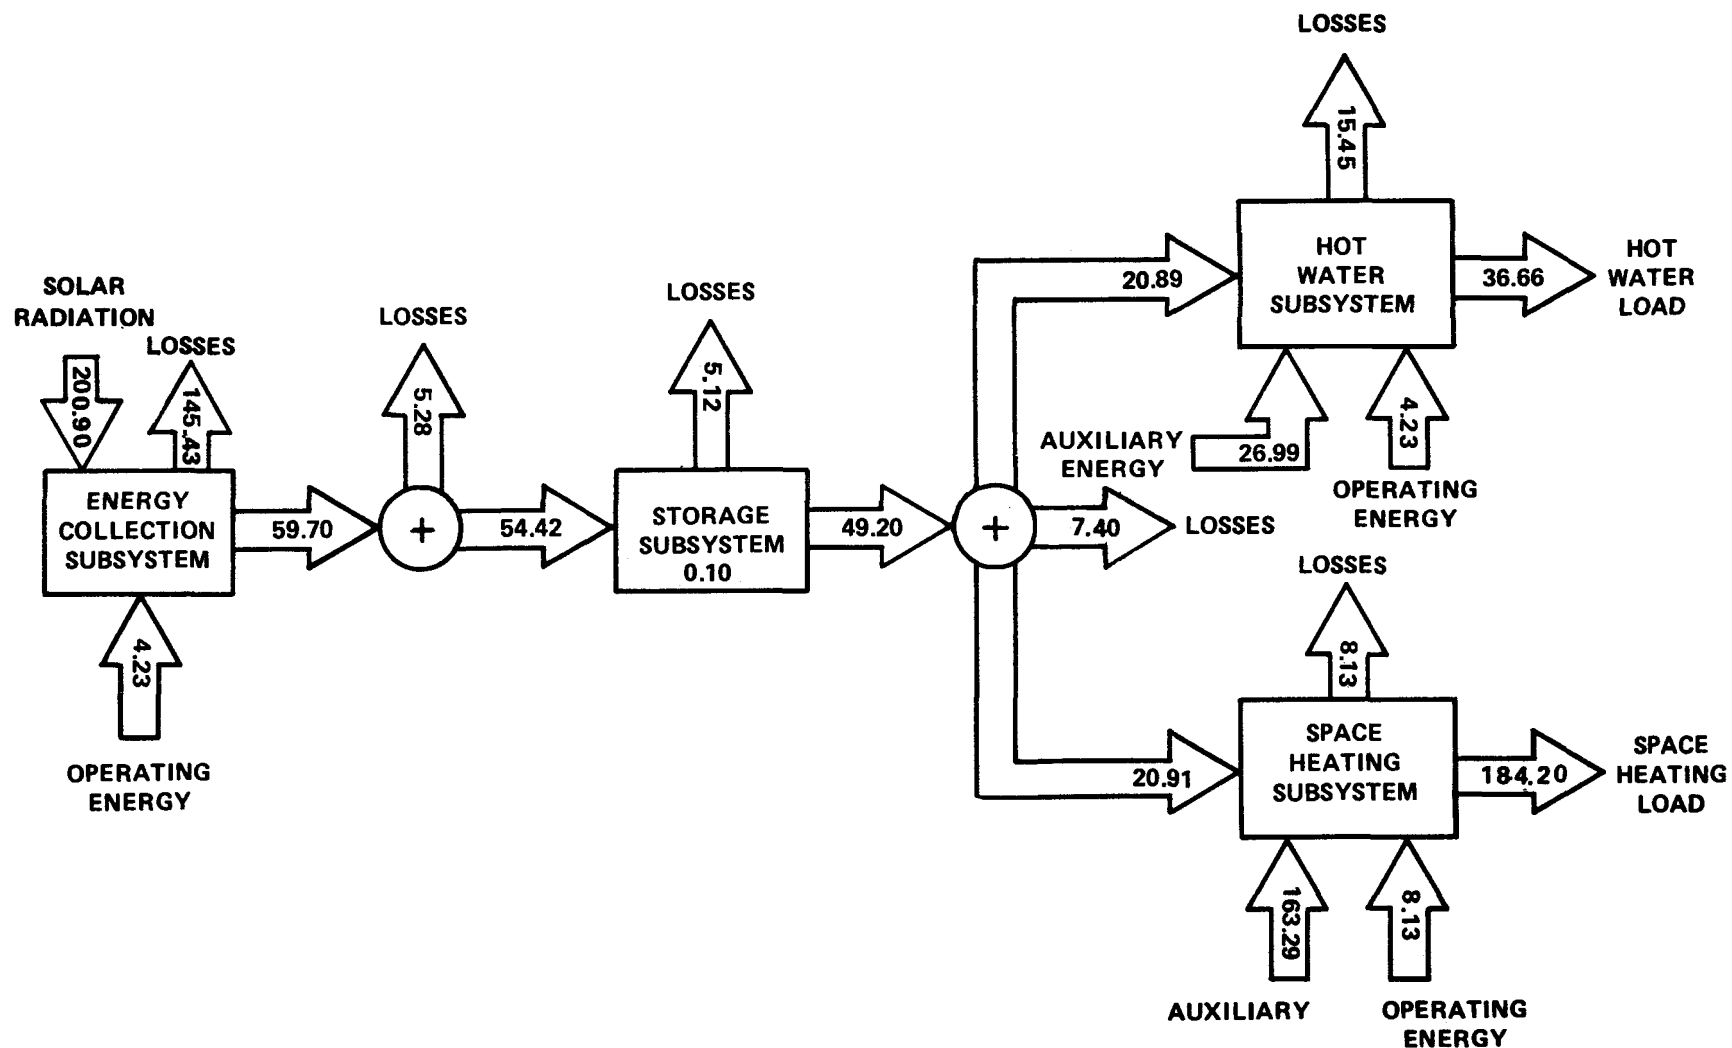 SOLAR
RADIATION
200.90
LOSSES
145.43
ENERGY
COLLECTION
SUBSYSTEM
4.23
OPERATING
ENERGY
59.70
LOSSES
5.28
+
54.42
LOSSES
5.12
STORAGE
SUBSYSTEM
0.10
49.20
+
7.40
LOSSES
20.89
LOSSES
15.45
HOT
WATER
SUBSYSTEM
36.66
HOT
WATER
LOAD
AUXILIARY
ENERGY
26.99
4.23
OPERATING
ENERGY
20.91
LOSSES
8.13
SPACE
HEATING
SUBSYSTEM
184.20
SPACE
HEATING
LOAD
163.29
AUXILIARY
8.13
OPERATING
ENERGY